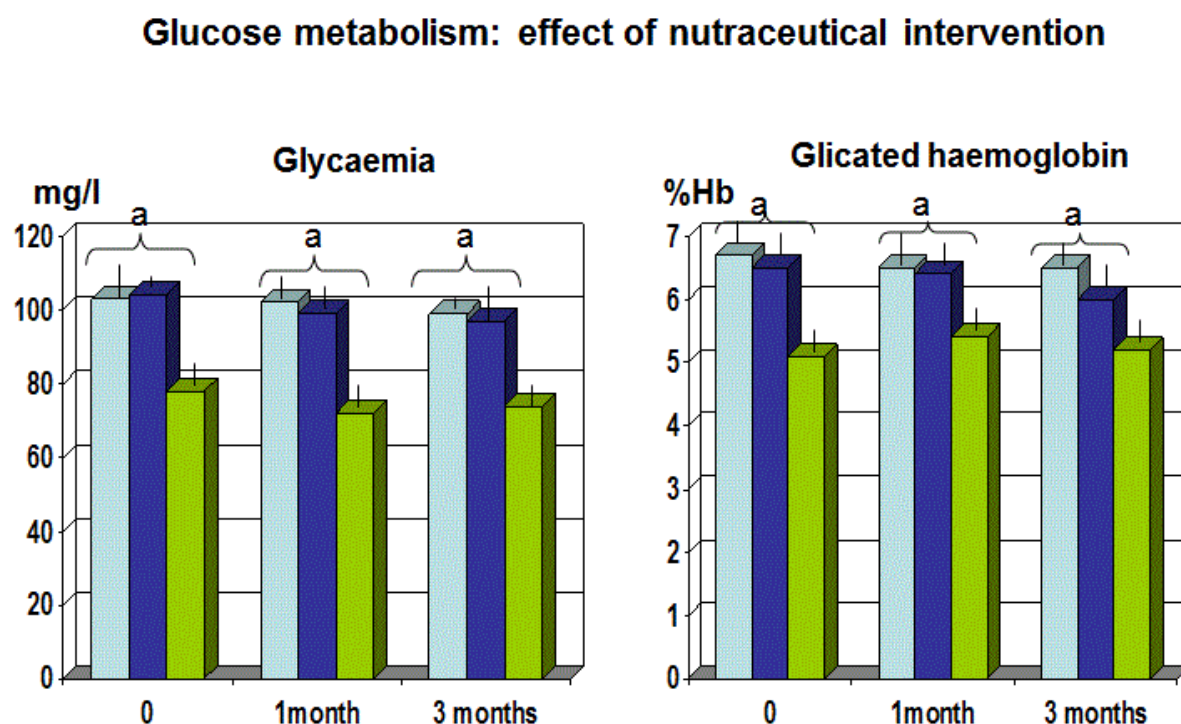 Glucose metabolism: effect of nutraceutical intervention
Glycaemia
mg/l
a
a
a
120
100
80
60
40
20
0
0
1month
3 months
Glicated haemoglobin
%Hb
a
a
a
7
6
5
4
3
2
1
0
0
1month
3 months